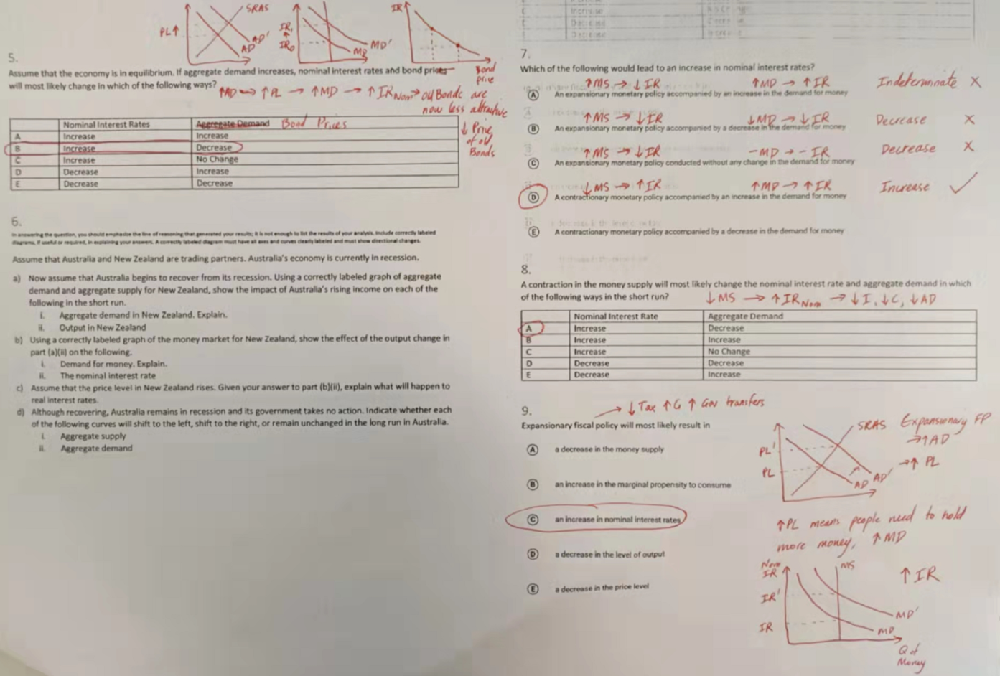 SRAS
PL↑
AD'
AD
IR₁
↑
IR₀
MD'
MD
IR
Bond
price
5.
Assume that the economy is in equilibrium. If aggregate demand increases, nominal interest rates and bond prices
will most likely change in which of the following ways?
→ ↑PL → ↑MD → ↑IR Nom → old Bonds are
now less attractive
↓ Price
of old
Bonds
Nominal Interest Rates Aggregate Demand Bond Prices
A Increase Increase
B Increase Decrease
C Increase No Change
D Decrease Increase
E Decrease Decrease
6.
In answering the question, you should emphasize the line of reasoning that generated your results; it is not enough to list the results of your analysis. Include correctly labeled
diagrams, if useful or required, in explaining your answers. A correctly labeled diagram must have all axes and curves clearly labeled and must show directional changes.
Assume that Australia and New Zealand are trading partners. Australia's economy is currently in recession.
a) Now assume that Australia begins to recover from its recession. Using a correctly labeled graph of aggregate
demand and aggregate supply for New Zealand, show the impact of Australia's rising income on each of the
following in the short run.
i. Aggregate demand in New Zealand. Explain.
ii. Output in New Zealand
b) Using a correctly labeled graph of the money market for New Zealand, show the effect of the output change in
part (a)(ii) on the following.
i. Demand for money. Explain.
ii. The nominal interest rate
c) Assume that the price level in New Zealand rises. Given your answer to part (b)(ii), explain what will happen to
real interest rates.
d) Although recovering, Australia remains in recession and its government takes no action. Indicate whether each
of the following curves will shift to the left, shift to the right, or remain unchanged in the long run in Australia.
i. Aggregate supply
ii. Aggregate demand
7.
Which of the following would lead to an increase in nominal interest rates?
↑MS → ↓IR ↑MD → ↑IR Indeterminate X
A An expansionary monetary policy accompanied by an increase in the demand for money
↑MS → ↓IR ↓MD → ↓IR Decrease X
B An expansionary monetary policy accompanied by a decrease in the demand for money
↑MS → ↓IR –MD → – IR Decrease X
C An expansionary monetary policy conducted without any change in the demand for money
↓MS → ↑IR ↑MD → ↑IR Increase ✓
D A contractionary monetary policy accompanied by an increase in the demand for money
E A contractionary monetary policy accompanied by a decrease in the demand for money
8.
A contraction in the money supply will most likely change the nominal interest rate and aggregate demand in which
of the following ways in the short run? ↓MS → ↑IR Nom → ↓I, ↓C, ↓AD
Nominal Interest Rate Aggregate Demand
A Increase Decrease
B Increase Increase
C Increase No Change
D Decrease Decrease
E Decrease Increase
→ ↓Tax ↑G ↑Gov transfers
9.
Expansionary fiscal policy will most likely result in
A a decrease in the money supply
B an increase in the marginal propensity to consume
C an increase in nominal interest rates
D a decrease in the level of output
E a decrease in the price level
SRAS Expansionary FP
→↑AD
→↑ PL
PL'
PL
AD AD'
↑PL means people need to hold
more money, ↑MD
Nom
IR
MS
↑IR
IR'
IR
MD'
MD
Q of
Money